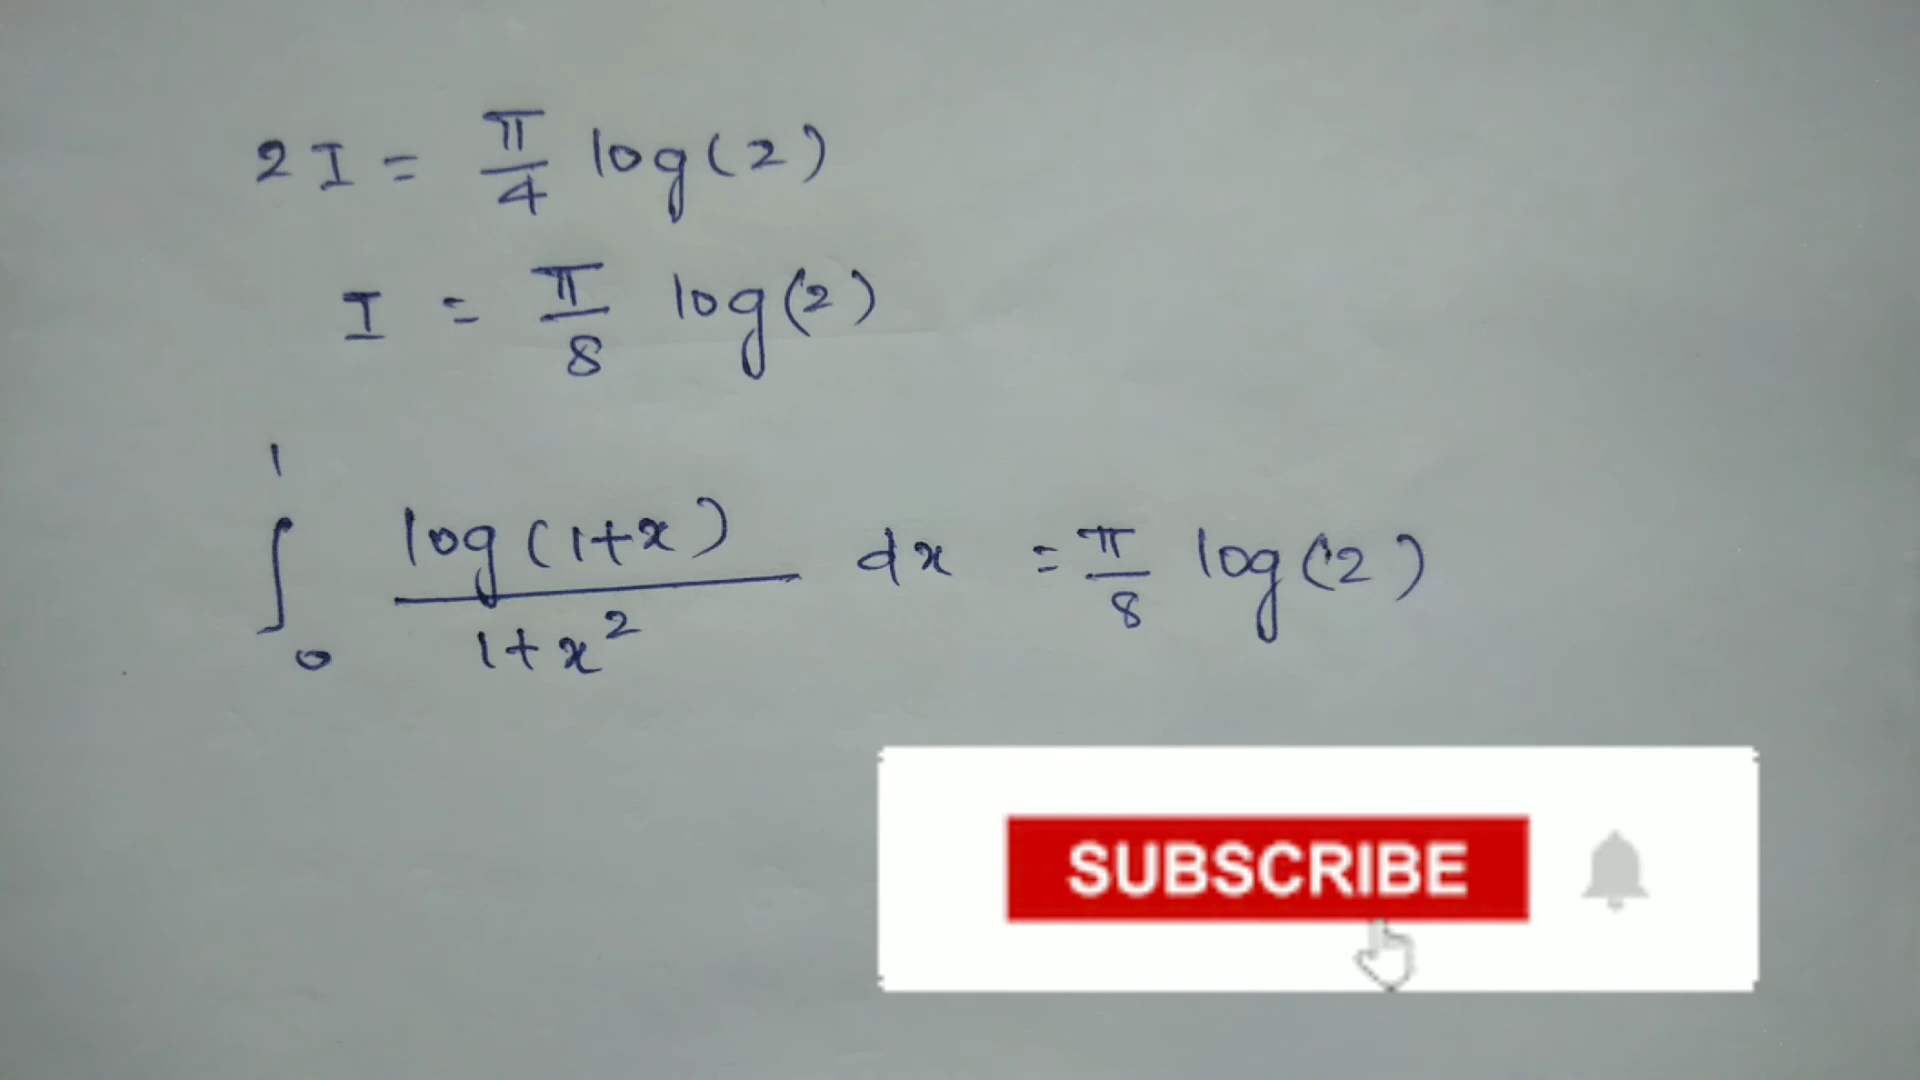 2I = π/4 log(2)
I = π/8 log(2)
∫₀¹ log(1+x)/(1+x²) dx = π/8 log(2)
SUBSCRIBE